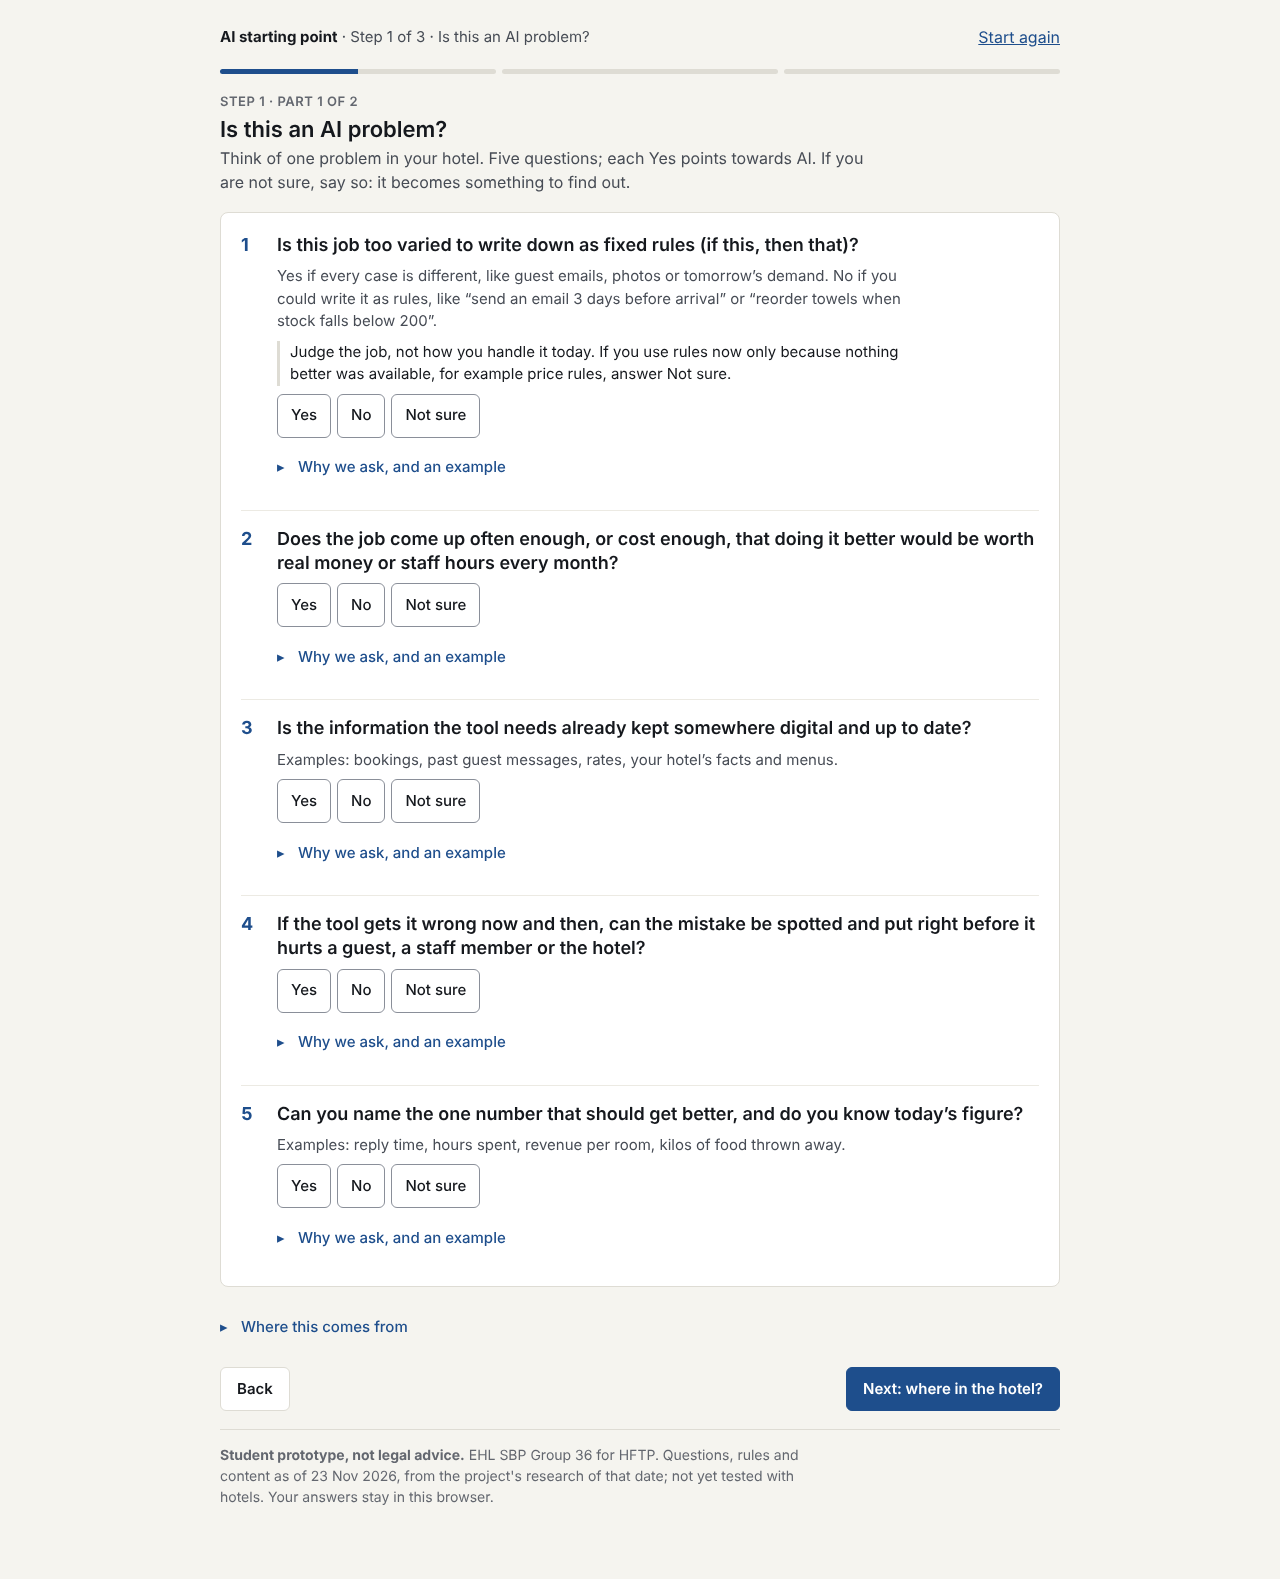 AI starting point · Step 1 of 3 · Is this an AI problem?
Start again
STEP 1 · PART 1 OF 2
Is this an AI problem?
Think of one problem in your hotel. Five questions; each Yes points towards AI. If you
are not sure, say so: it becomes something to find out.
1 Is this job too varied to write down as fixed rules (if this, then that)?
Yes if every case is different, like guest emails, photos or tomorrow’s demand. No if you
could write it as rules, like “send an email 3 days before arrival” or “reorder towels when
stock falls below 200”.
Judge the job, not how you handle it today. If you use rules now only because nothing
better was available, for example price rules, answer Not sure.
Yes No Not sure
▸ Why we ask, and an example
2 Does the job come up often enough, or cost enough, that doing it better would be worth
real money or staff hours every month?
Yes No Not sure
▸ Why we ask, and an example
3 Is the information the tool needs already kept somewhere digital and up to date?
Examples: bookings, past guest messages, rates, your hotel’s facts and menus.
Yes No Not sure
▸ Why we ask, and an example
4 If the tool gets it wrong now and then, can the mistake be spotted and put right before it
hurts a guest, a staff member or the hotel?
Yes No Not sure
▸ Why we ask, and an example
5 Can you name the one number that should get better, and do you know today’s figure?
Examples: reply time, hours spent, revenue per room, kilos of food thrown away.
Yes No Not sure
▸ Why we ask, and an example
▸ Where this comes from
Back
Next: where in the hotel?
Student prototype, not legal advice. EHL SBP Group 36 for HFTP. Questions, rules and
content as of 23 Nov 2026, from the project's research of that date; not yet tested with
hotels. Your answers stay in this browser.